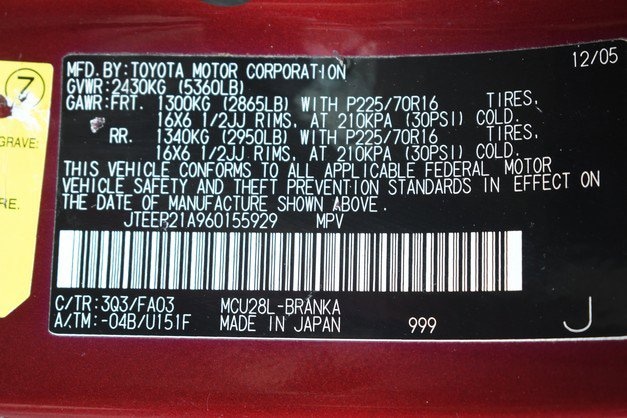 7
GRAVE:
RE.
12/05
MFD. BY: TOYOTA MOTOR CORPORATION
GVWR: 2430KG (5360LB)
GAWR: FRT. 1300KG (2865LB) WITH P225/70R16 TIRES,
16X6 1/2JJ RIMS, AT 210KPA (30PSI) COLD.
RR. 1340KG (2950LB) WITH P225/70R16 TIRES,
16X6 1/2JJ RIMS, AT 210KPA (30PSI) COLD.
THIS VEHICLE CONFORMS TO ALL APPLICABLE FEDERAL MOTOR
VEHICLE SAFETY AND THEFT PREVENTION STANDARDS IN EFFECT ON
THE DATE OF MANUFACTURE SHOWN ABOVE.
JTEEP21A960155929 MPV
C/TR: 3Q3/FA03 MCU28L-BRANKA
A/TM: -04B/U151F MADE IN JAPAN 999 J